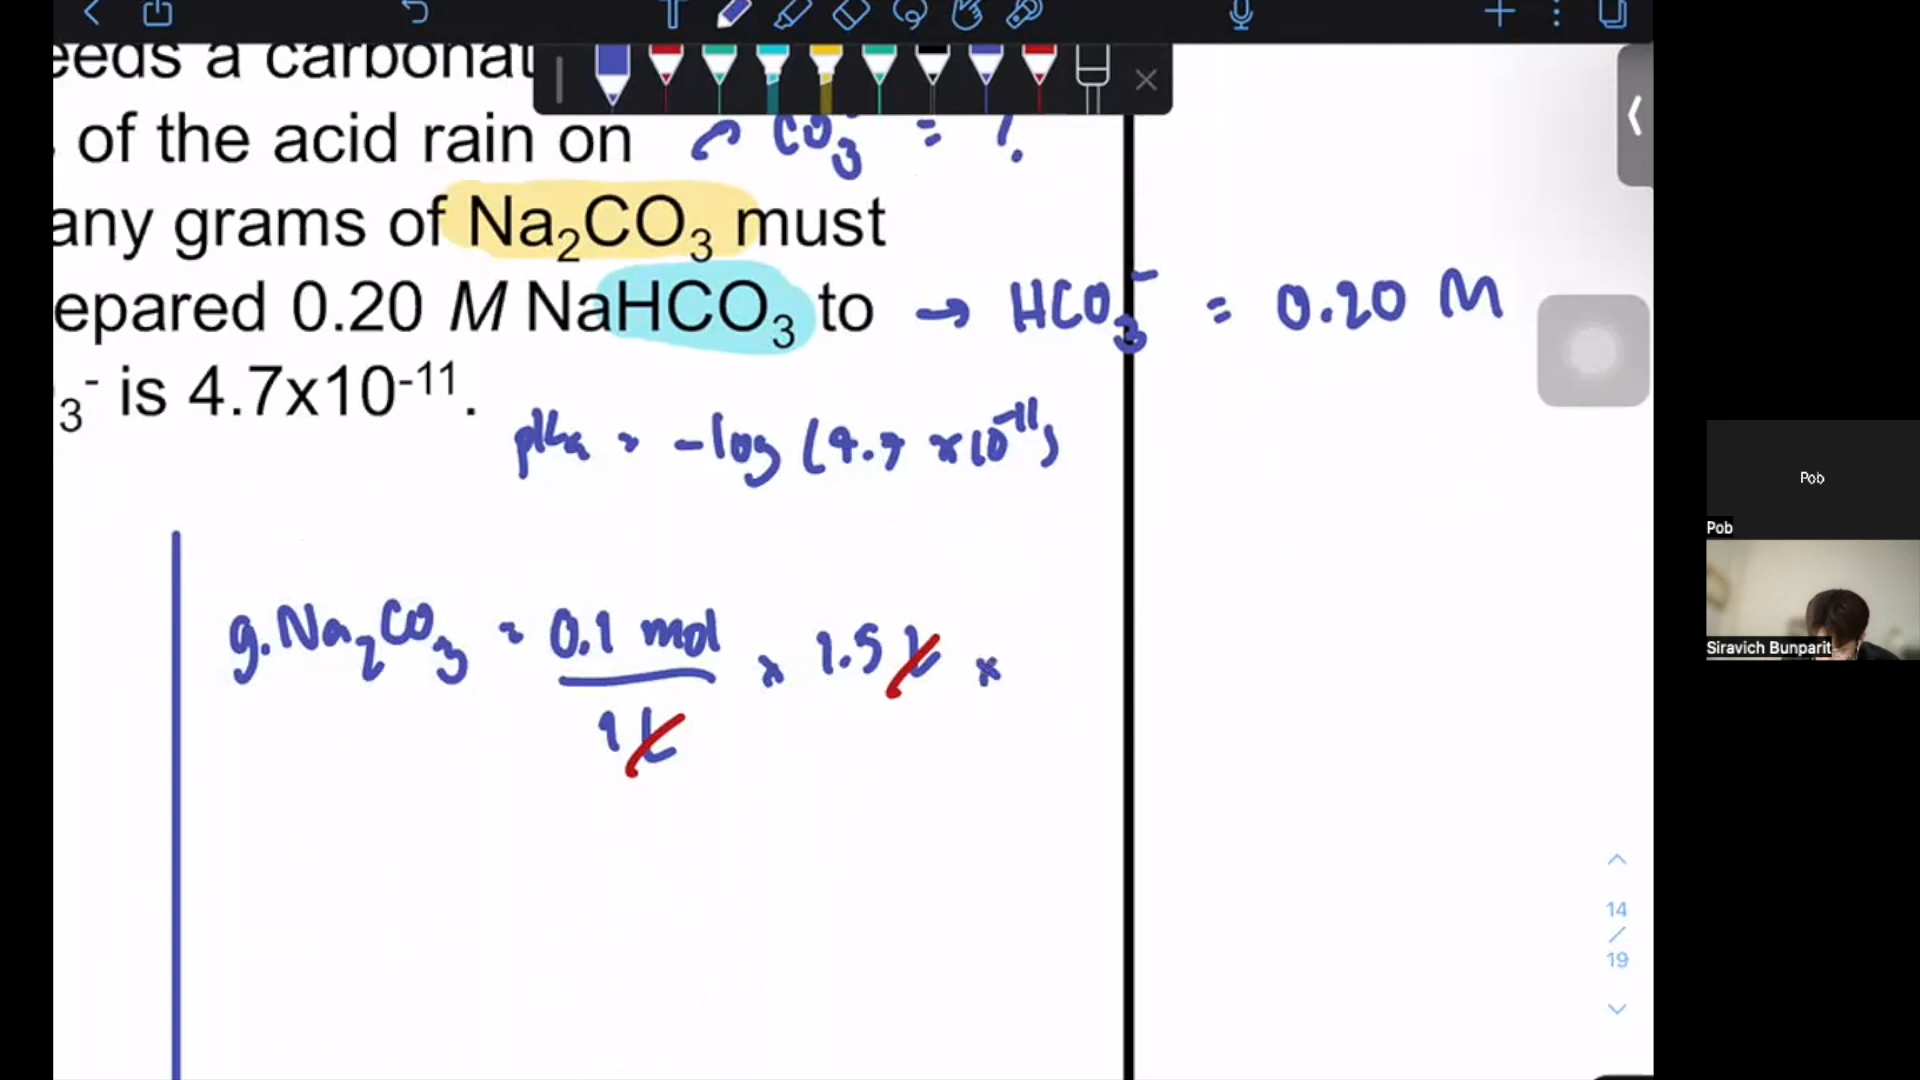 eeds a carbonat
CO₃ = ?
of the acid rain on
any grams of Na₂CO₃ must
epared 0.20 M NaHCO₃ to → HCO₃⁻ = 0.20 M
₃⁻ is 4.7x10⁻¹¹.
pKa = -log (4.7 x10⁻¹¹)
g.Na₂CO₃ = 0.1 mol x 1.5 L x
1 L
14
/
19
Pob
Pob
Siravich Bunparit